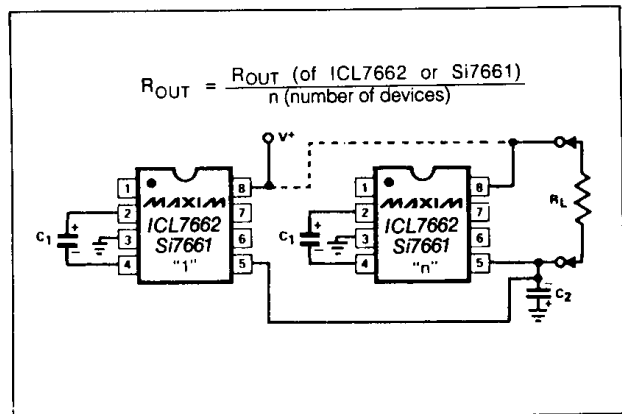 R_OUT = R_OUT (of ICL7662 or Si7661)
n (number of devices)
V+
1
2
3
4
8
7
6
5
MAXIM
ICL7662
Si7661
"1"
C1
+
−
1
2
3
4
8
7
6
5
MAXIM
ICL7662
Si7661
"n"
C1
+
−
RL
−
+
C2